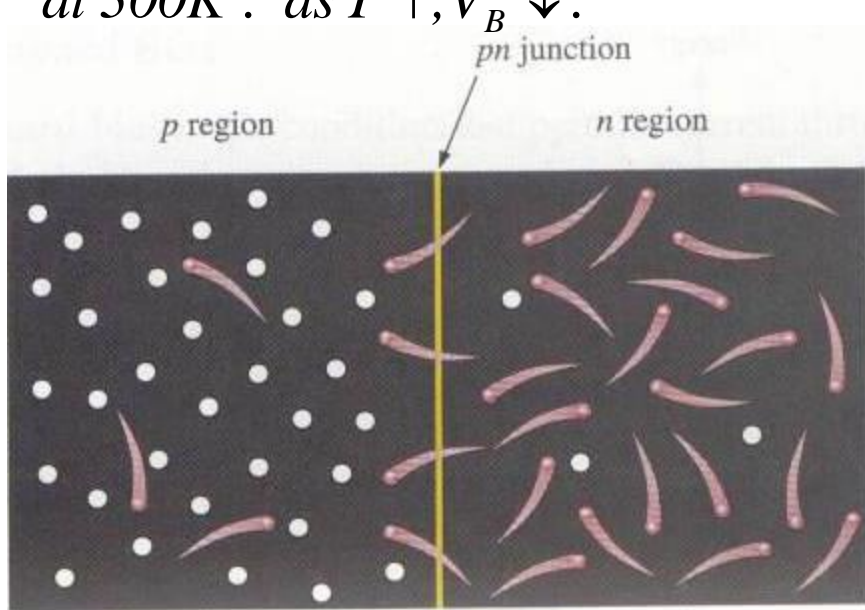 at 300K . as T ↑, V_B ↓.
pn junction
p region
n region